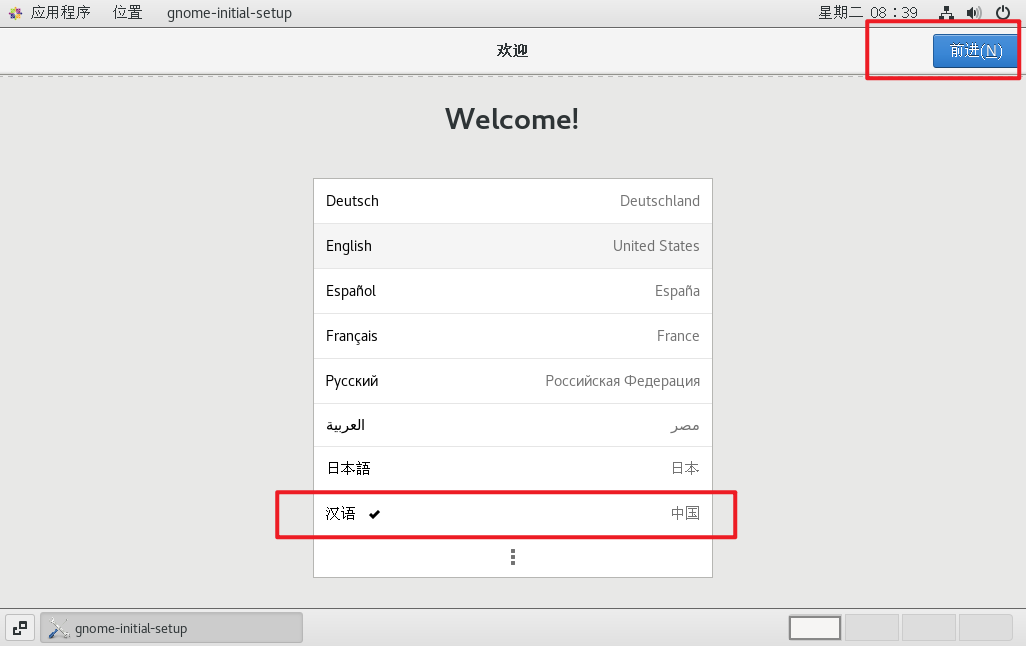 应用程序 位置 gnome-initial-setup 星期二 08：39
欢迎 前进(N)
Welcome!
Deutsch Deutschland
English United States
Español España
Français France
Русский Российская Федерация
العربية مصر
日本語 日本
汉语 中国
gnome-initial-setup